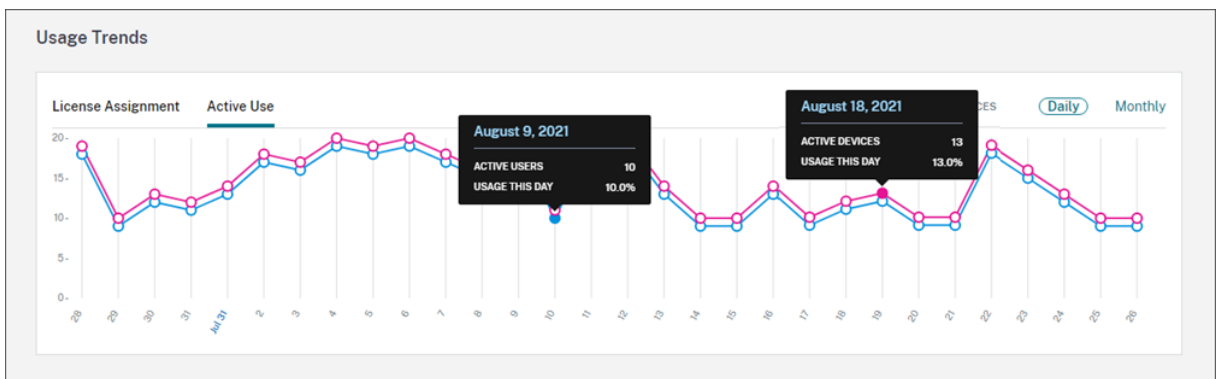 Usage Trends
License Assignment Active Use
CES Daily Monthly
August 9, 2021
ACTIVE USERS 10
USAGE THIS DAY 10.0%
August 18, 2021
ACTIVE DEVICES 13
USAGE THIS DAY 13.0%
20-
15-
10-
5-
0-
28 29 30 31 Jul 31 2 3 4 5 6 7 8 9 10 11 12 13 14 15 16 17 18 19 20 21 22 23 24 25 26